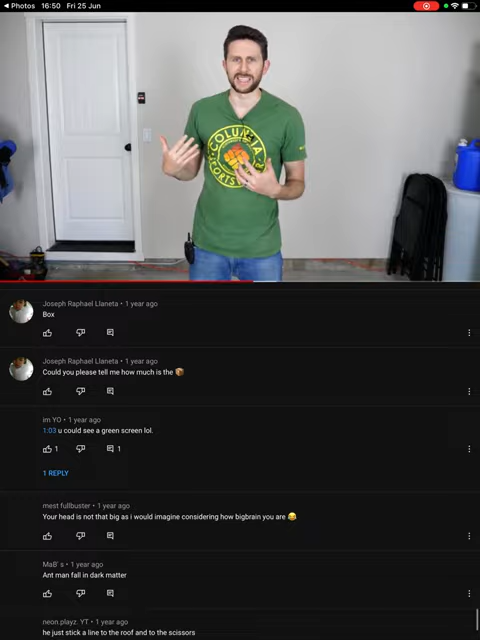 Photos 16:50 Fri 25 Jun
COLUMBIA
SPORTSWEAR
Joseph Raphael Llaneta • 1 year ago
Box
Joseph Raphael Llaneta • 1 year ago
Could you please tell me how much is the 📦
im YO • 1 year ago
1:03 u could see a green screen lol.
1
1
1 REPLY
mest fullbuster • 1 year ago
Your head is not that big as i would imagine considering how bigbrain you are 😂
MaB' s • 1 year ago
Ant man fall in dark matter
neon.playz. YT • 1 year ago
he just stick a line to the roof and to the scissors